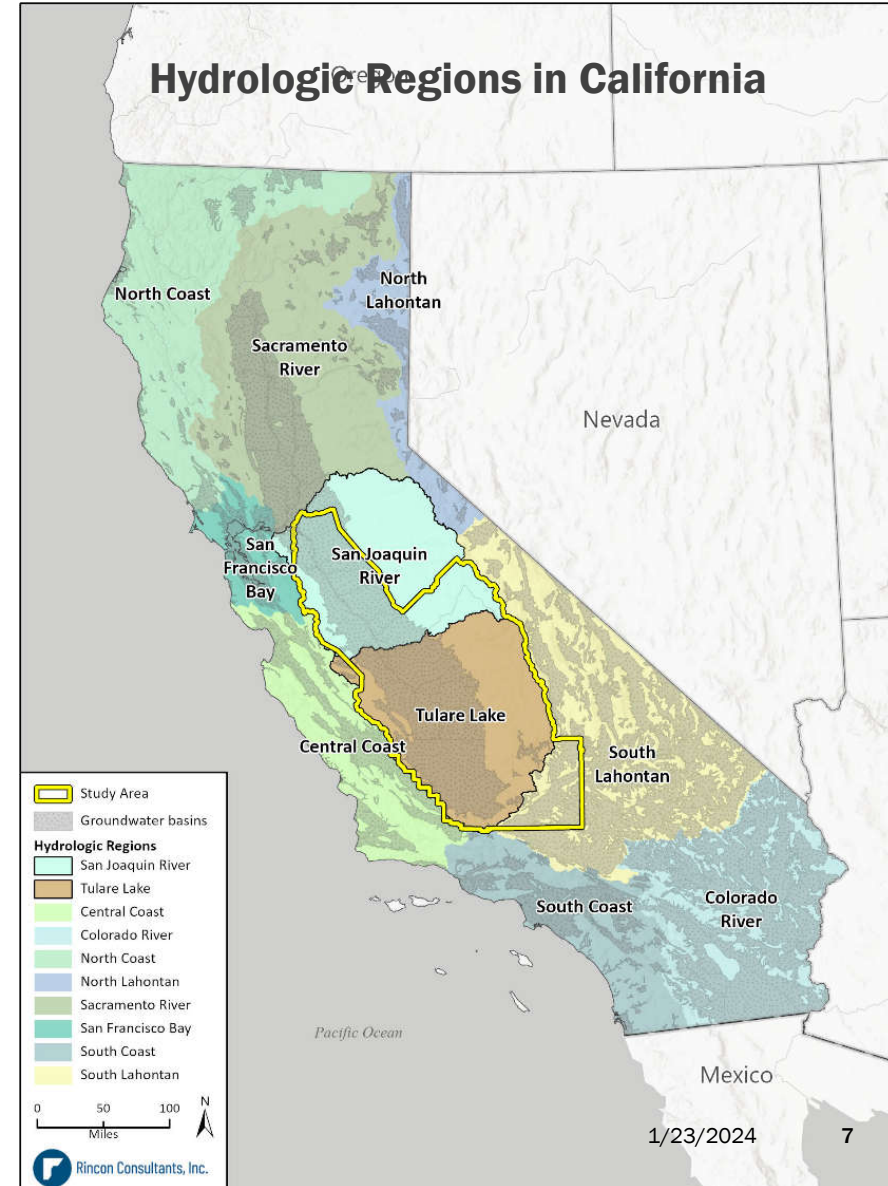 Hydrologic Regions in California
Oregon
North Coast
North
Lahontan
Sacramento
River
Nevada
San
Francisco
Bay
San Joaquin
River
Tulare Lake
Central Coast
South
Lahontan
South Coast
Colorado
River
Pacific Ocean
Mexico
Study Area
Groundwater basins
Hydrologic Regions
San Joaquin River
Tulare Lake
Central Coast
Colorado River
North Coast
North Lahontan
Sacramento River
San Francisco Bay
South Coast
South Lahontan
0 50 100
Miles
N
Rincon Consultants, Inc.
1/23/2024 7